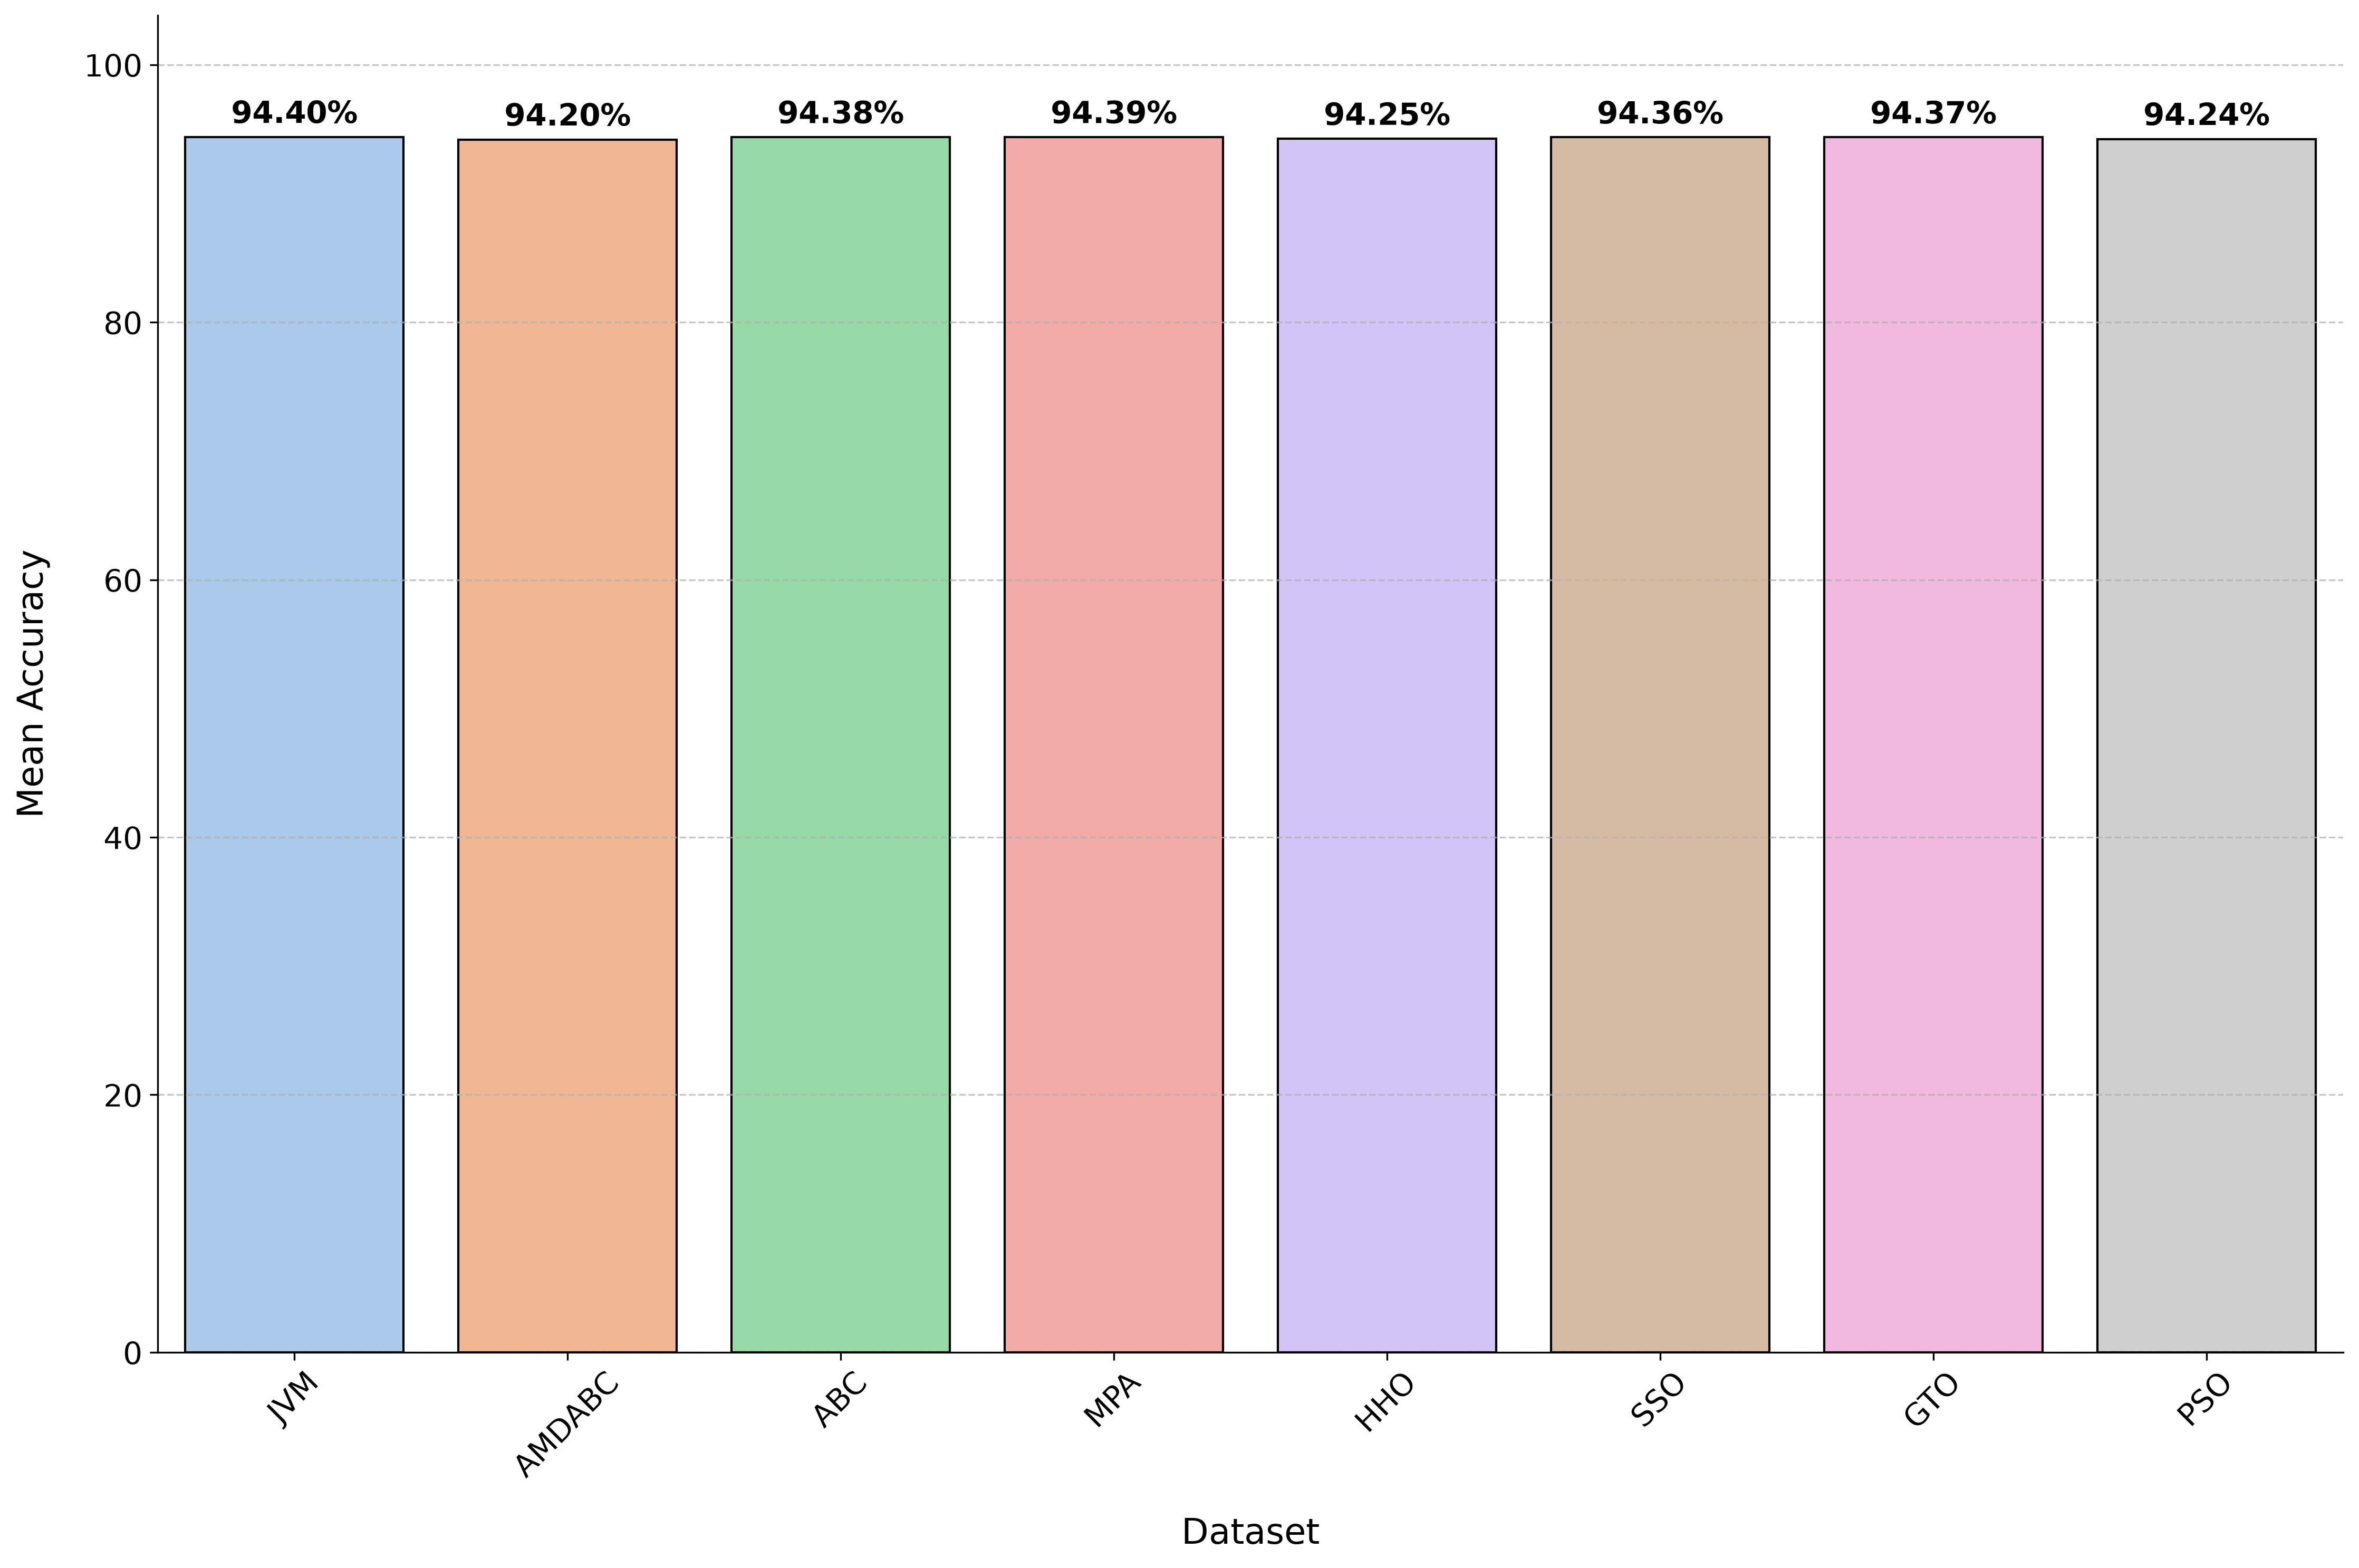 100
80
60
40
20
0
Mean Accuracy
94.40%
94.20%
94.38%
94.39%
94.25%
94.36%
94.37%
94.24%
JVM
AMDABC
ABC
MPA
HHO
SSO
GTO
PSO
Dataset